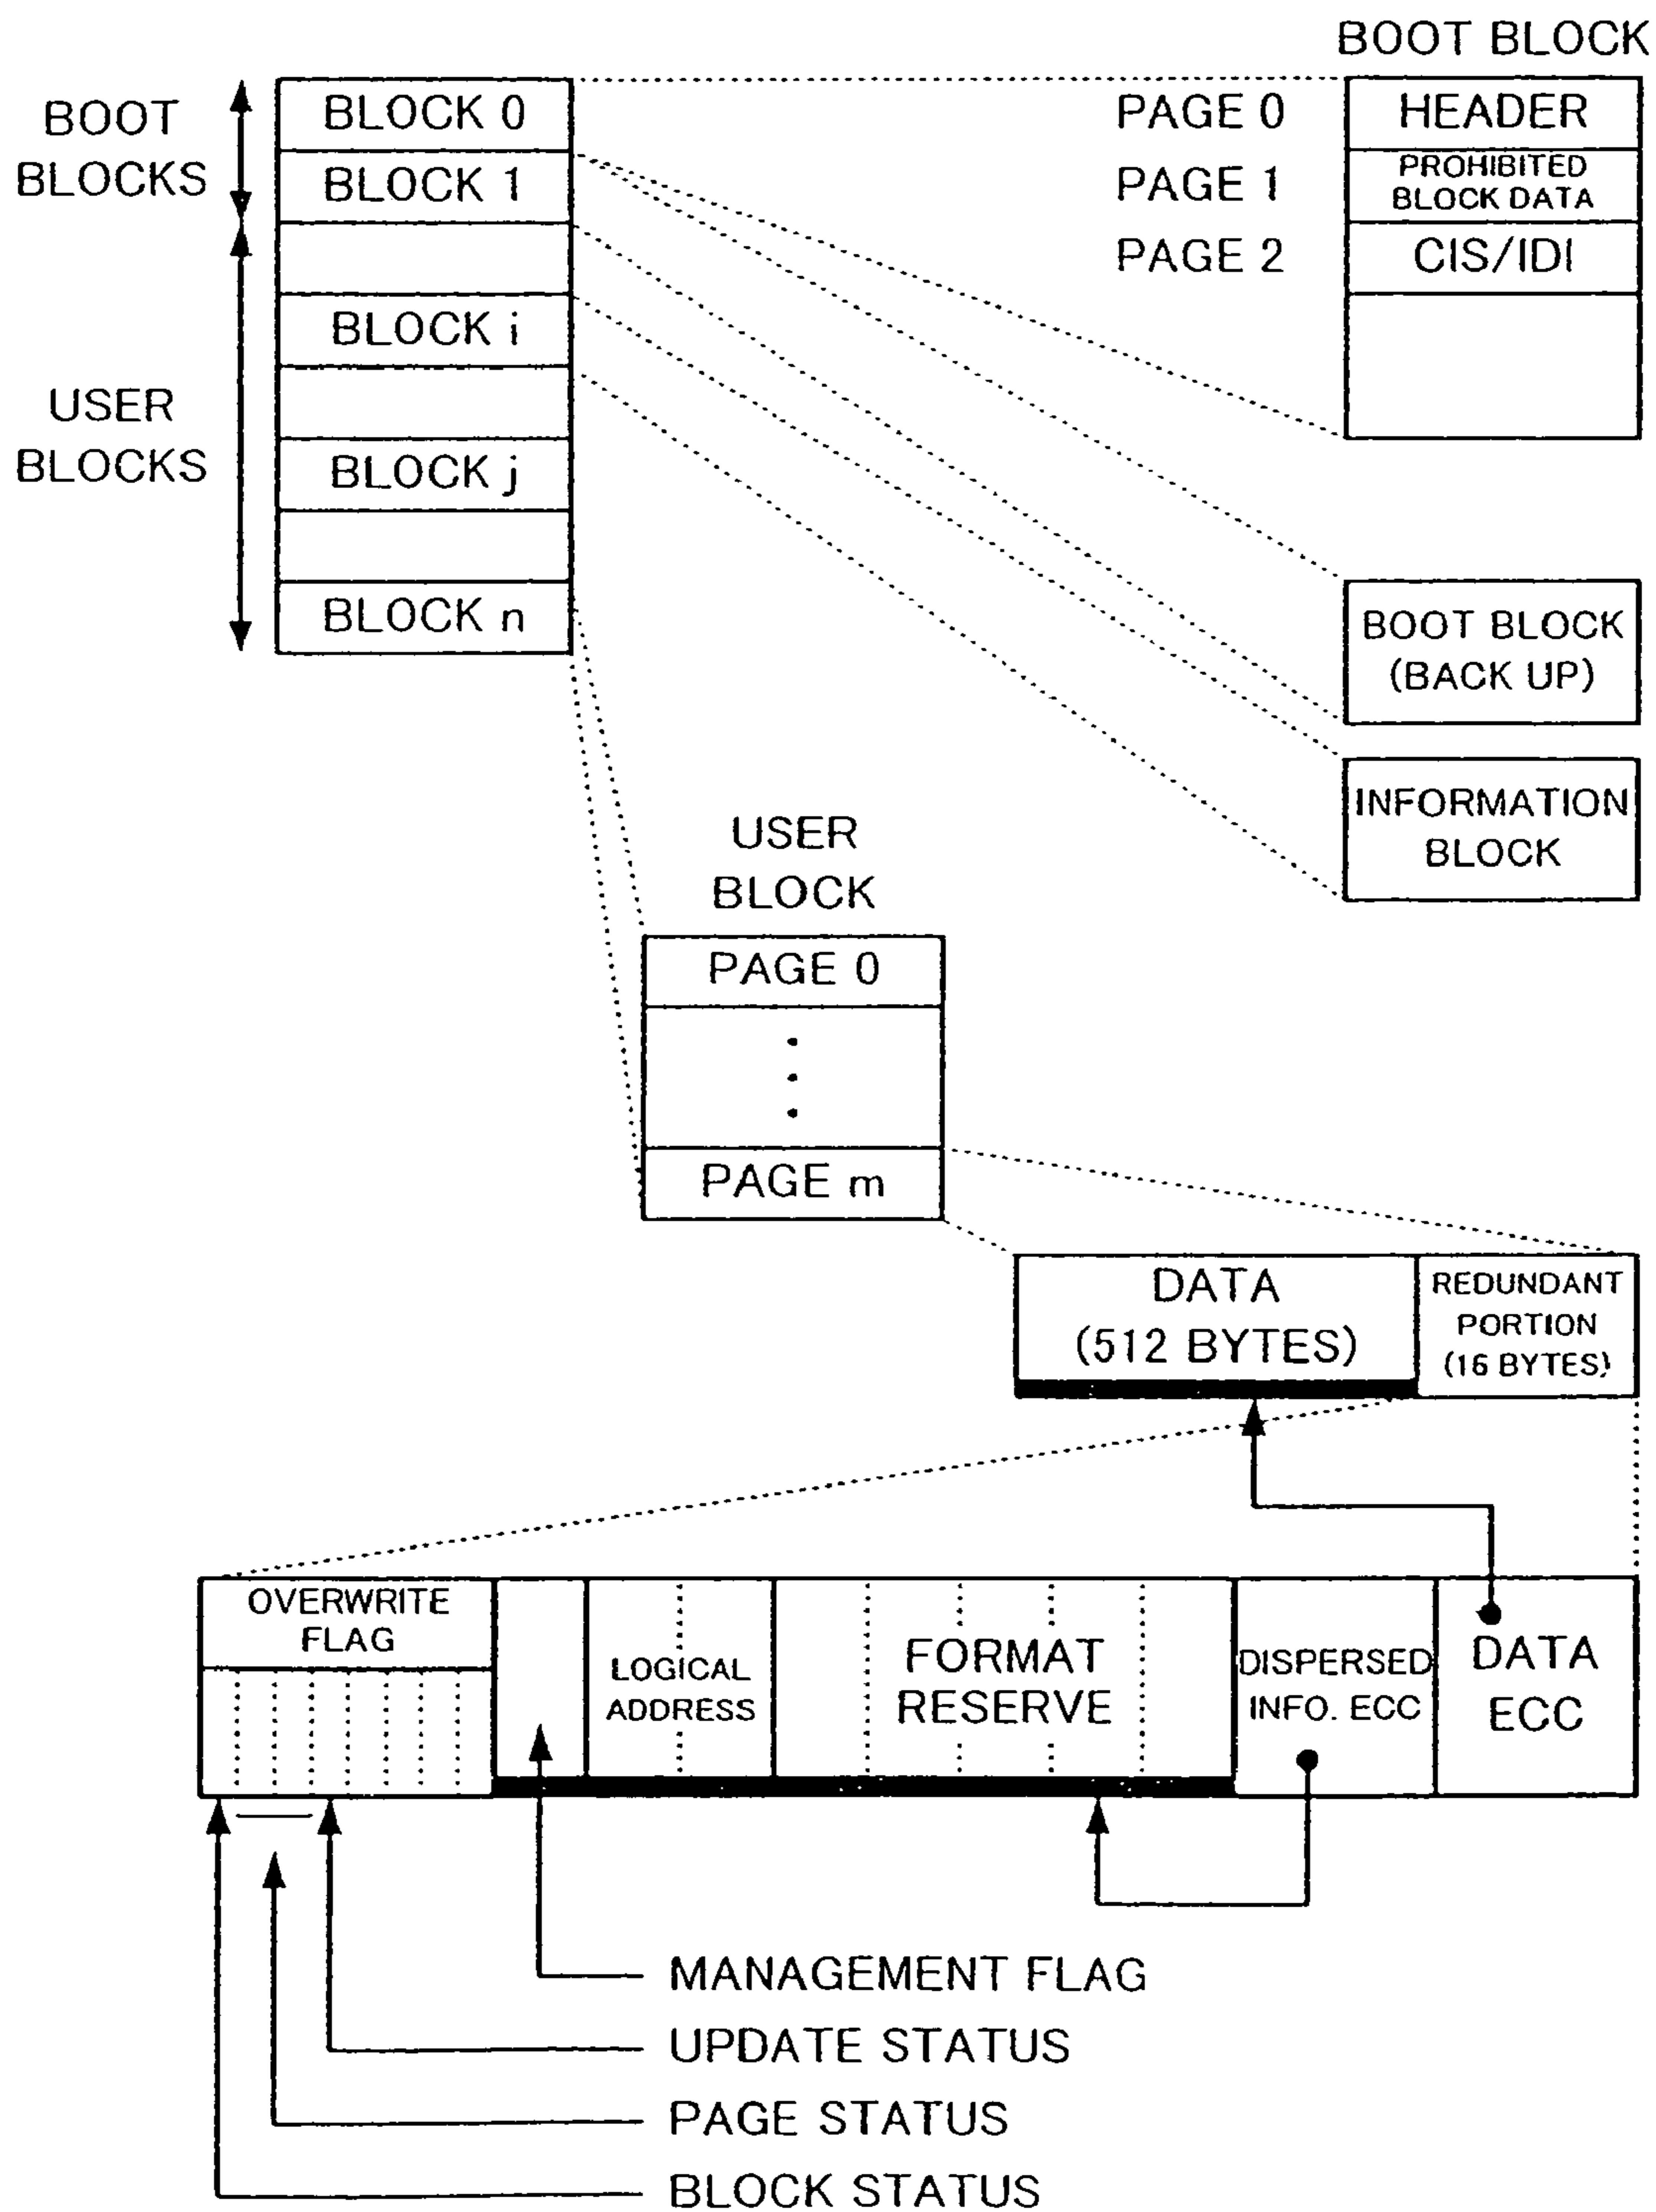 BOOT BLOCK
BOOT
BLOCKS
BLOCK 0
BLOCK 1
BLOCK i
BLOCK j
BLOCK n
USER
BLOCKS
PAGE 0
HEADER
PAGE 1
PROHIBITED
BLOCK DATA
PAGE 2
CIS/IDI
BOOT BLOCK
(BACK UP)
INFORMATION
BLOCK
USER
BLOCK
PAGE 0
PAGE m
DATA
(512 BYTES)
REDUNDANT
PORTION
(16 BYTES)
OVERWRITE
FLAG
LOGICAL
ADDRESS
FORMAT
RESERVE
DISPERSED
INFO. ECC
DATA
ECC
MANAGEMENT FLAG
UPDATE STATUS
PAGE STATUS
BLOCK STATUS